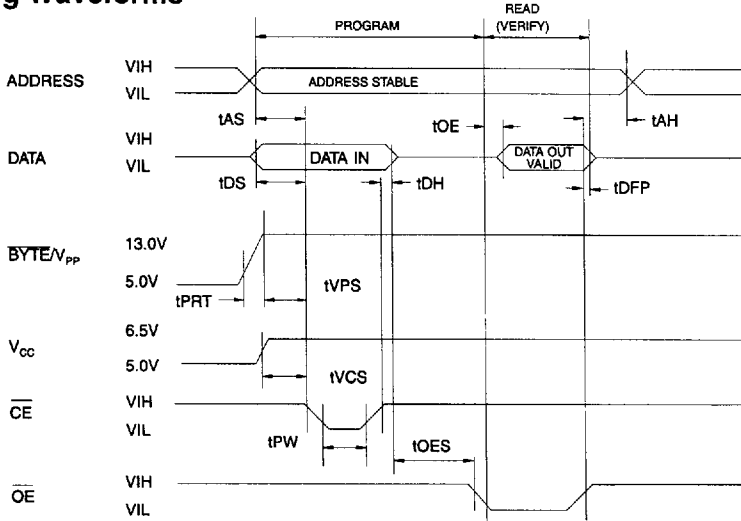 g waveforms
READ
PROGRAM (VERIFY)
ADDRESS VIH ADDRESS STABLE
VIL
tAS tOE tAH
DATA VIH DATA IN DATA OUT
VIL VALID
tDS tDH tDFP
BYTE/VPP 13.0V
5.0V
tPRT tVPS
VCC 6.5V
5.0V
tVCS
CE VIH
VIL
tPW tOES
OE VIH
VIL